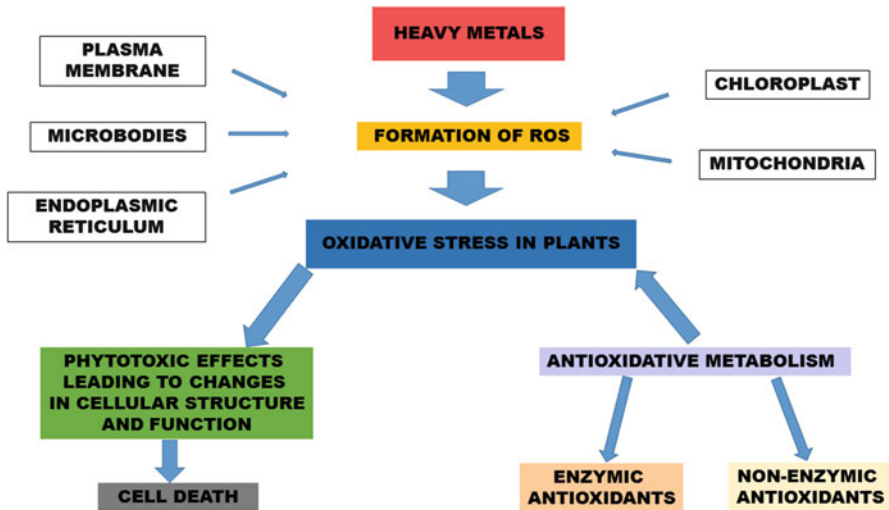 HEAVY METALS
PLASMA
MEMBRANE
CHLOROPLAST
MICROBODIES
FORMATION OF ROS
MITOCHONDRIA
ENDOPLASMIC
RETICULUM
OXIDATIVE STRESS IN PLANTS
PHYTOTOXIC EFFECTS
LEADING TO CHANGES
IN CELLULAR STRUCTURE
AND FUNCTION
ANTIOXIDATIVE METABOLISM
CELL DEATH
ENZYMIC
ANTIOXIDANTS
NON-ENZYMIC
ANTIOXIDANTS